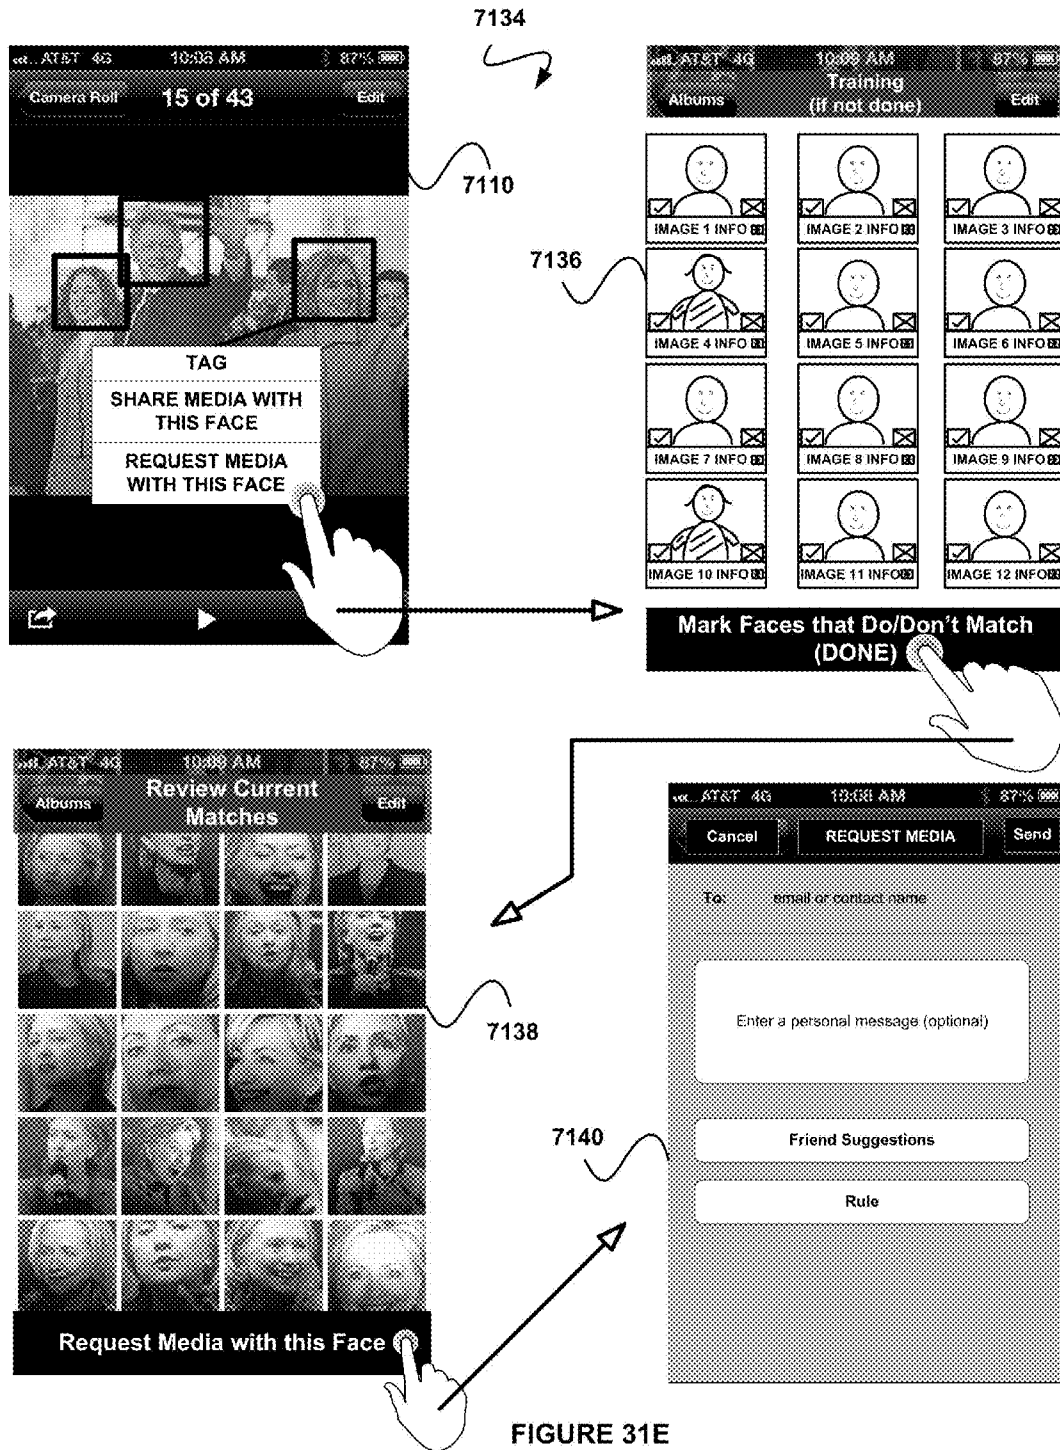 7134
AT&T 4G 10:08 AM 87%
Camera Roll 15 of 43 Edit
7110
TAG
SHARE MEDIA WITH
THIS FACE
REQUEST MEDIA
WITH THIS FACE
AT&T 4G 10:09 AM 87%
Training
Albums (if not done) Edit
7136
IMAGE 1 INFO IMAGE 2 INFO IMAGE 3 INFO
IMAGE 4 INFO IMAGE 5 INFO IMAGE 6 INFO
IMAGE 7 INFO IMAGE 8 INFO IMAGE 9 INFO
IMAGE 10 INFO IMAGE 11 INFO IMAGE 12 INFO
Mark Faces that Do/Don't Match
(DONE)
AT&T 4G 10:09 AM 87%
Review Current
Albums Matches Edit
7138
Request Media with this Face
AT&T 4G 10:08 AM 87%
Cancel REQUEST MEDIA Send
To: email or contact name
Enter a personal message (optional)
7140
Friend Suggestions
Rule
FIGURE 31E